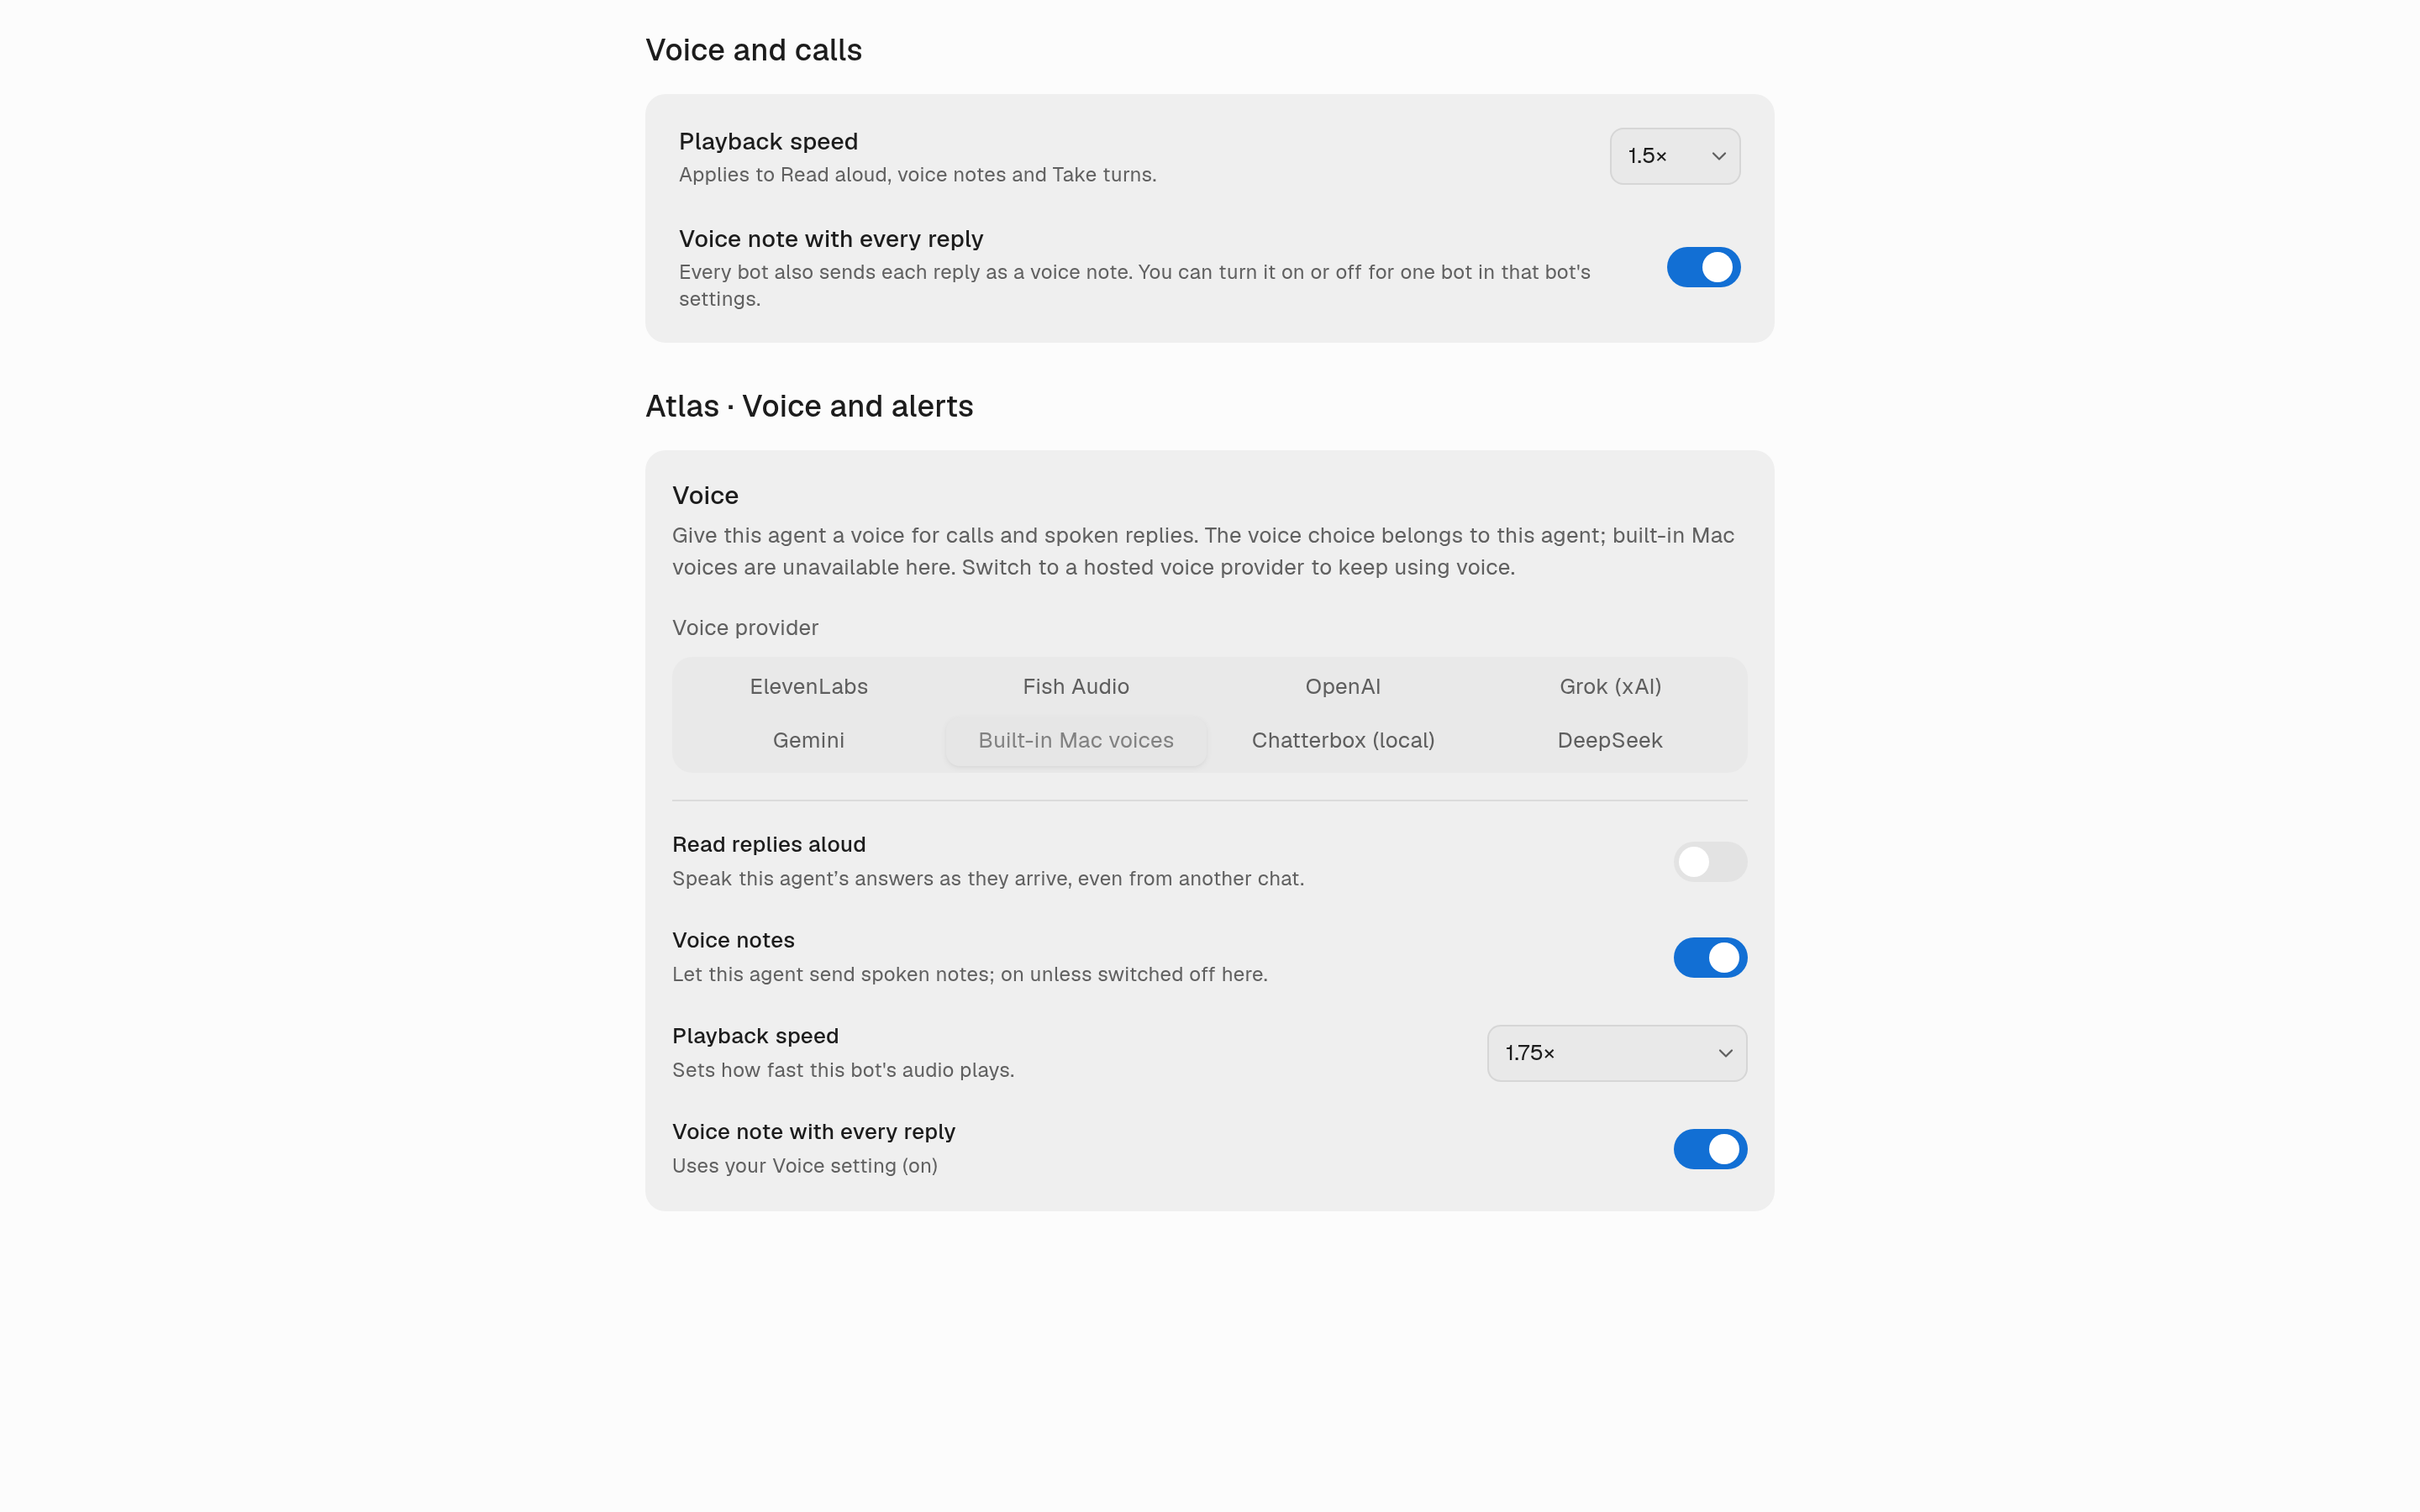 Voice and calls
Playback speed
1.5×
Applies to Read aloud, voice notes and Take turns.
Voice note with every reply
Every bot also sends each reply as a voice note. You can turn it on or off for one bot in that bot's
settings.
Atlas · Voice and alerts
Voice
Give this agent a voice for calls and spoken replies. The voice choice belongs to this agent; built-in Mac
voices are unavailable here. Switch to a hosted voice provider to keep using voice.
Voice provider
ElevenLabs Fish Audio OpenAI Grok (xAI)
Gemini Built-in Mac voices Chatterbox (local) DeepSeek
Read replies aloud
Speak this agent’s answers as they arrive, even from another chat.
Voice notes
Let this agent send spoken notes; on unless switched off here.
Playback speed
1.75×
Sets how fast this bot's audio plays.
Voice note with every reply
Uses your Voice setting (on)